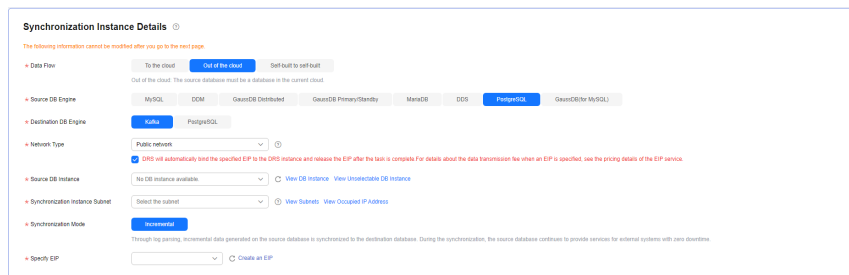 Synchronization Instance Details
The following information cannot be modified after you go to the next page.
* Data Flow
To the cloud
Out of the cloud
Self-built to self-built
Out of the cloud: The source database must be a database in the current cloud.
* Source DB Engine
MySQL
DDM
GaussDB Distributed
GaussDB Primary/Standby
MariaDB
DDS
PostgreSQL
GaussDB(for MySQL)
* Destination DB Engine
Kafka
PostgreSQL
* Network Type
Public network
DRS will automatically bind the specified EIP to the DRS instance and release the EIP after the task is complete.For details about the data transmission fee when an EIP is specified, see the pricing details of the EIP service.
* Source DB Instance
No DB instance available.
View DB Instance
View Unselectable DB Instance
* Synchronization Instance Subnet
Select the subnet
View Subnets
View Occupied IP Address
* Synchronization Mode
Incremental
Through log parsing, incremental data generated on the source database is synchronized to the destination database. During the synchronization, the source database continues to provide services for external systems with zero downtime.
* Specify EIP
Create an EIP